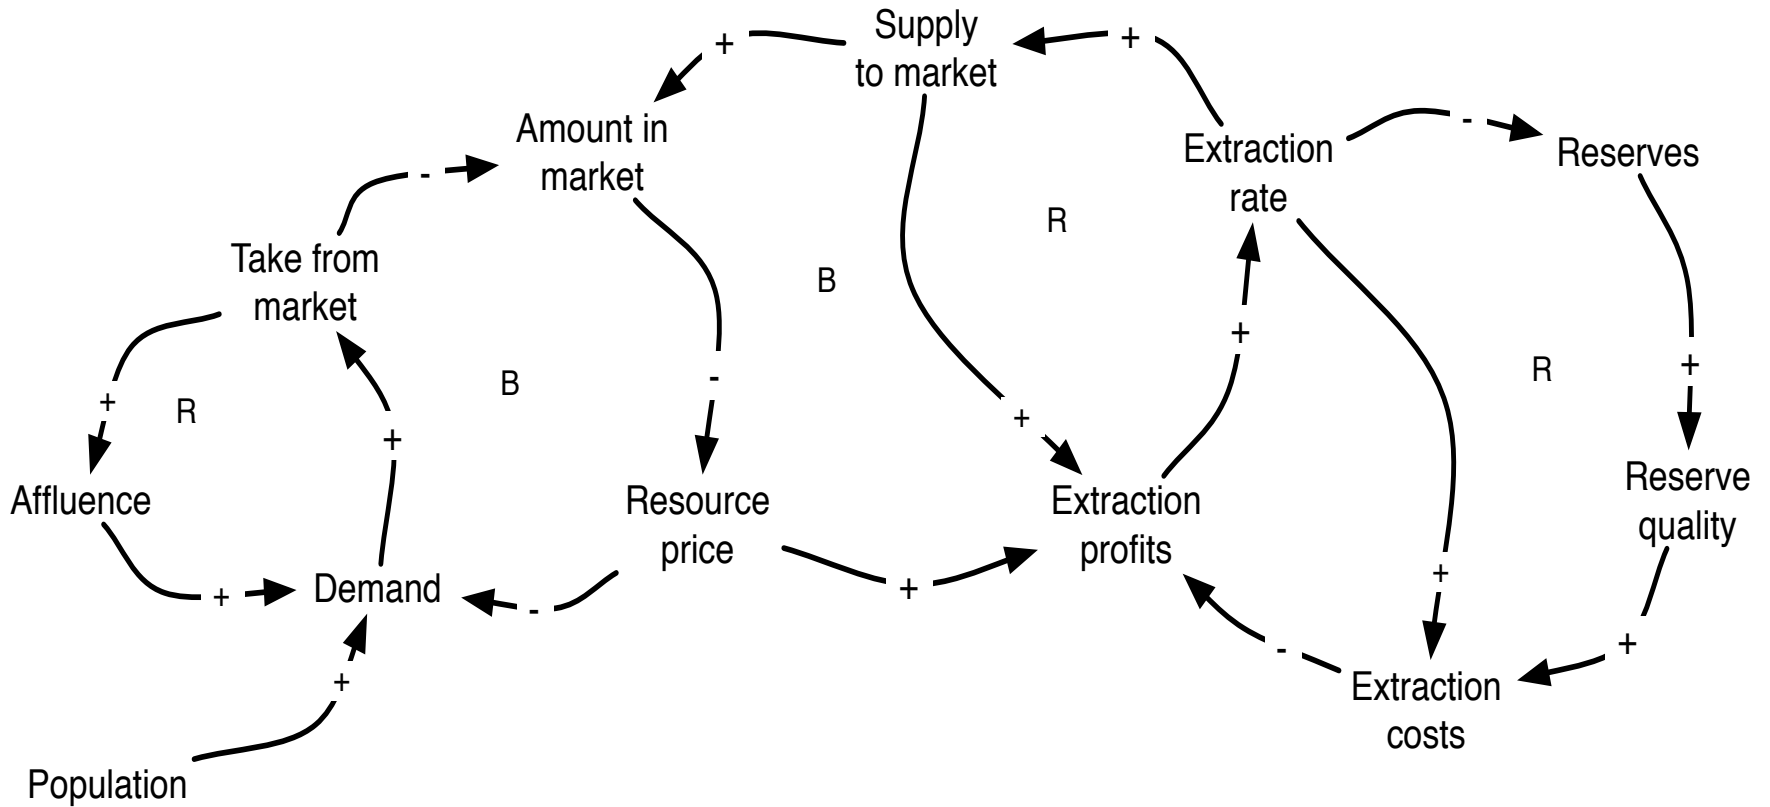 Supply
to market
+
+
Amount in
market
-
Extraction
rate
-
Reserves
Take from
market
-
R
B
+
+
-
R
B
R
+
+
+
Affluence
Resource
price
Extraction
profits
Reserve
quality
+
+
Demand
-
+
+
-
+
Extraction
costs
Population